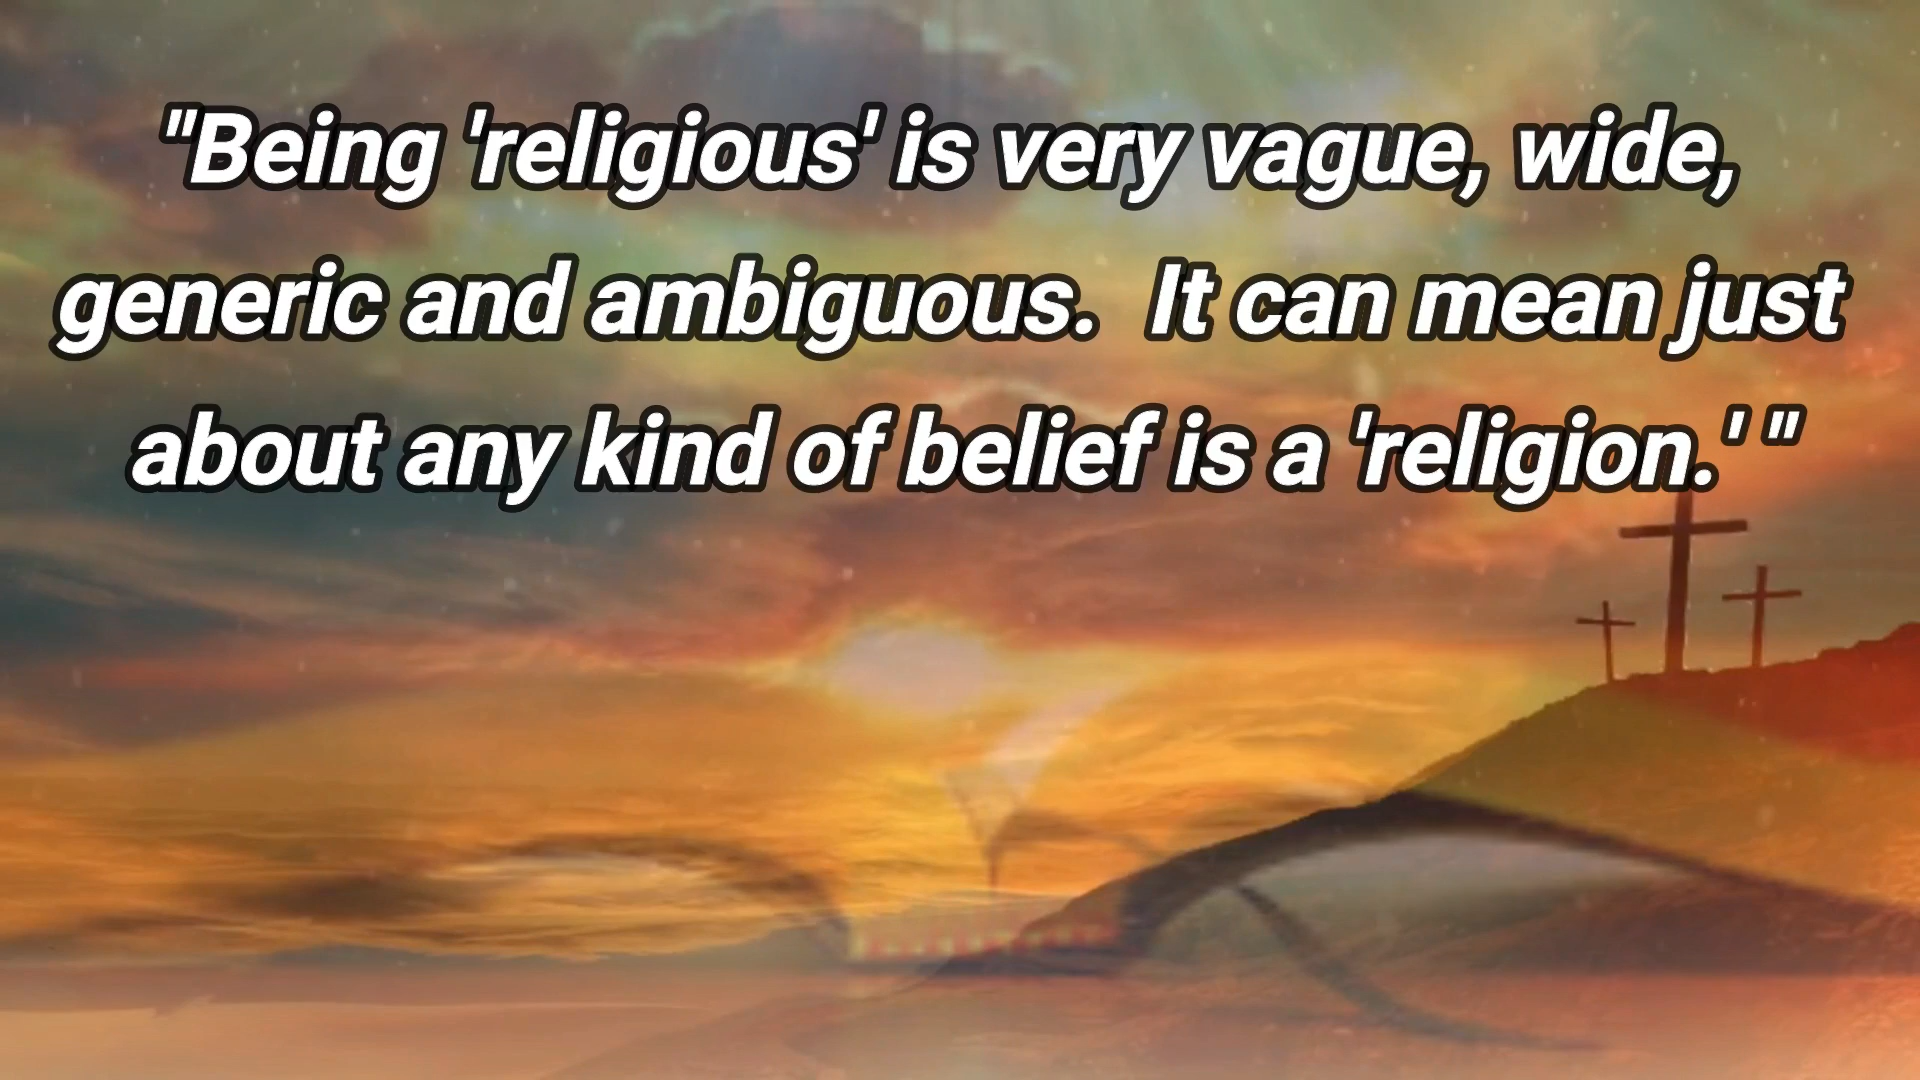 "Being 'religious' is very vague, wide,
generic and ambiguous.  It can mean just
about any kind of belief is a 'religion.' "